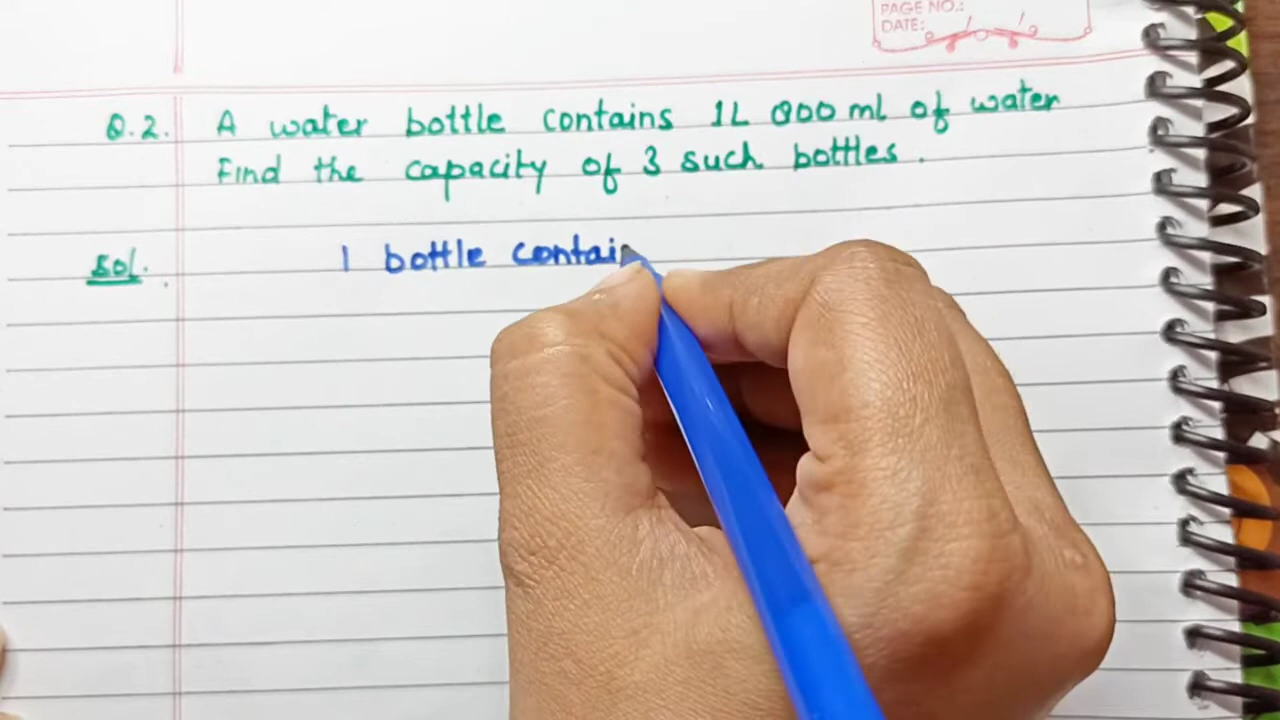 PAGE NO.:
DATE:
Q.2. A water bottle contains 1L 800 ml of water
Find the capacity of 3 such bottles.
Sol. 1 bottle contai